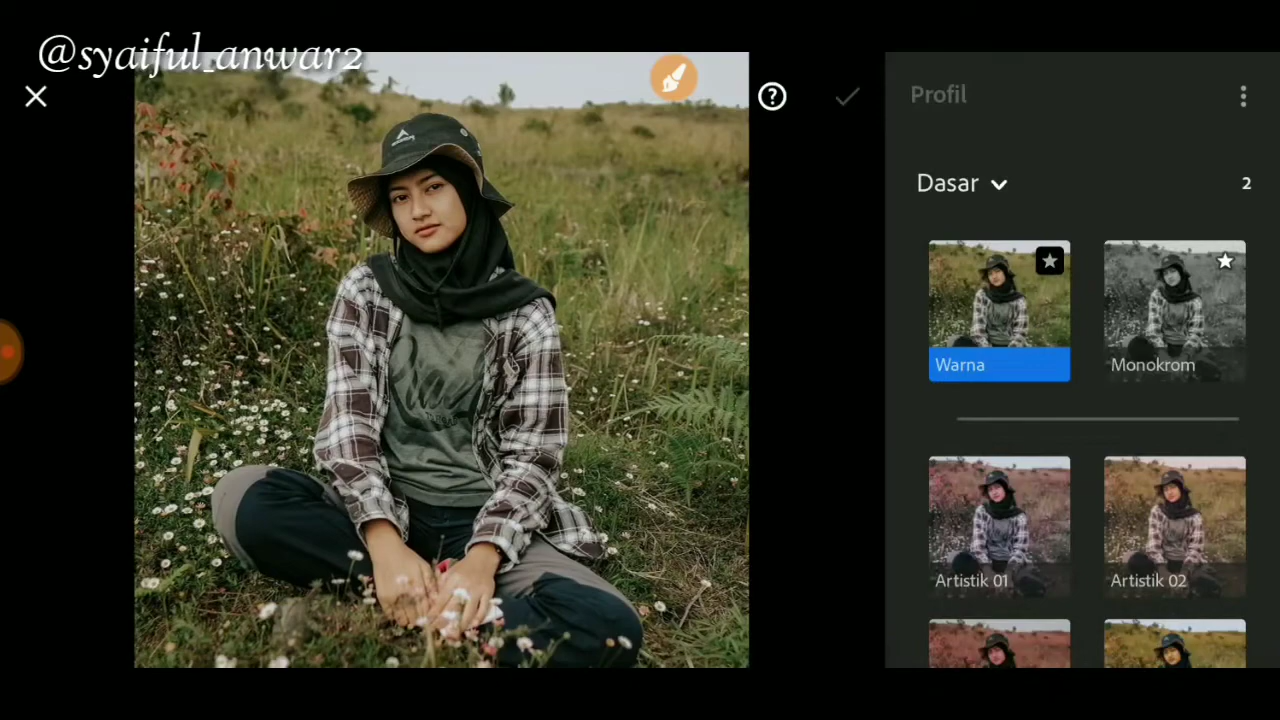 @syaiful_anwar2
Profil
Dasar
2
Warna
Monokrom
Artistik 01
Artistik 02